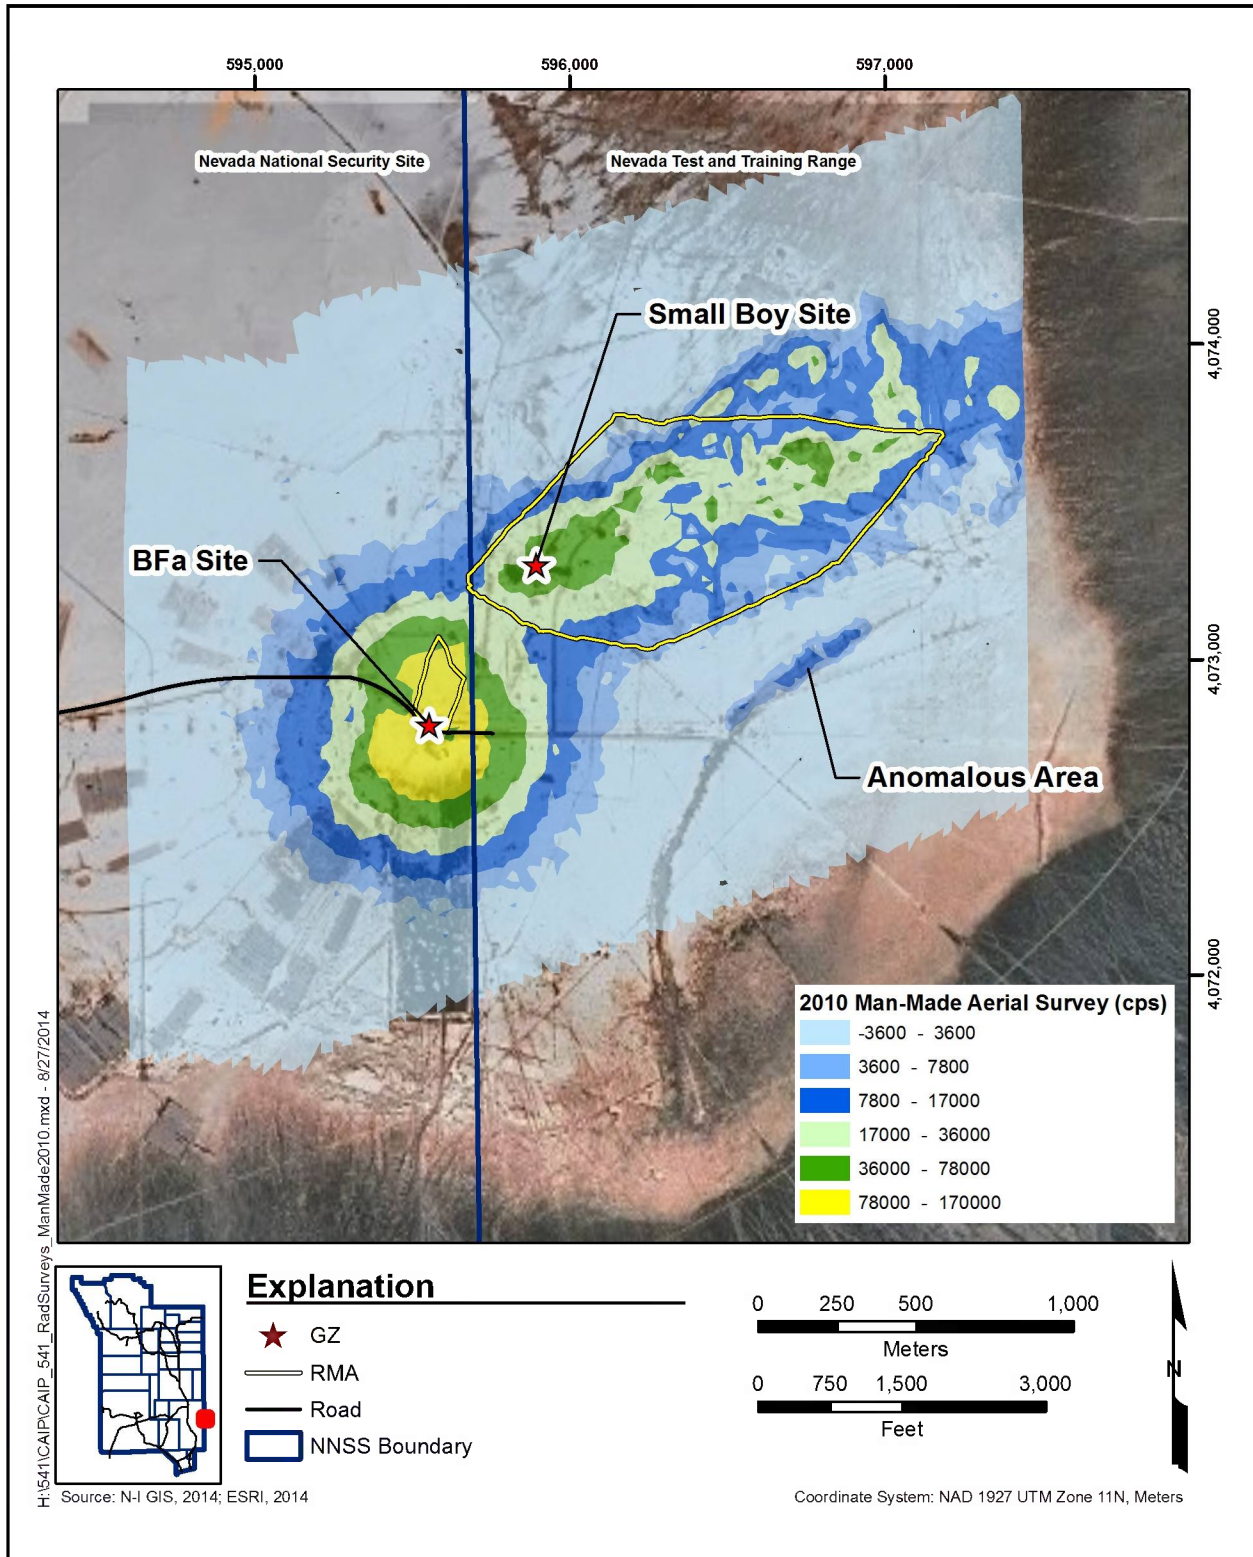 595,000 596,000 597,000
Nevada National Security Site
Nevada Test and Training Range
Small Boy Site
4,074,000
BFa Site
4,073,000
Anomalous Area
4,072,000
2010 Man-Made Aerial Survey (cps)
-3600 - 3600
3600 - 7800
7800 - 17000
17000 - 36000
36000 - 78000
78000 - 170000
H:\541\CAIP\CAIP_541_RadSurveys_ManMade2010.mxd - 8/27/2014
Explanation
GZ
RMA
Road
NNSS Boundary
0 250 500 1,000
Meters
0 750 1,500 3,000
Feet
N
Source: N-I GIS, 2014; ESRI, 2014
Coordinate System: NAD 1927 UTM Zone 11N, Meters